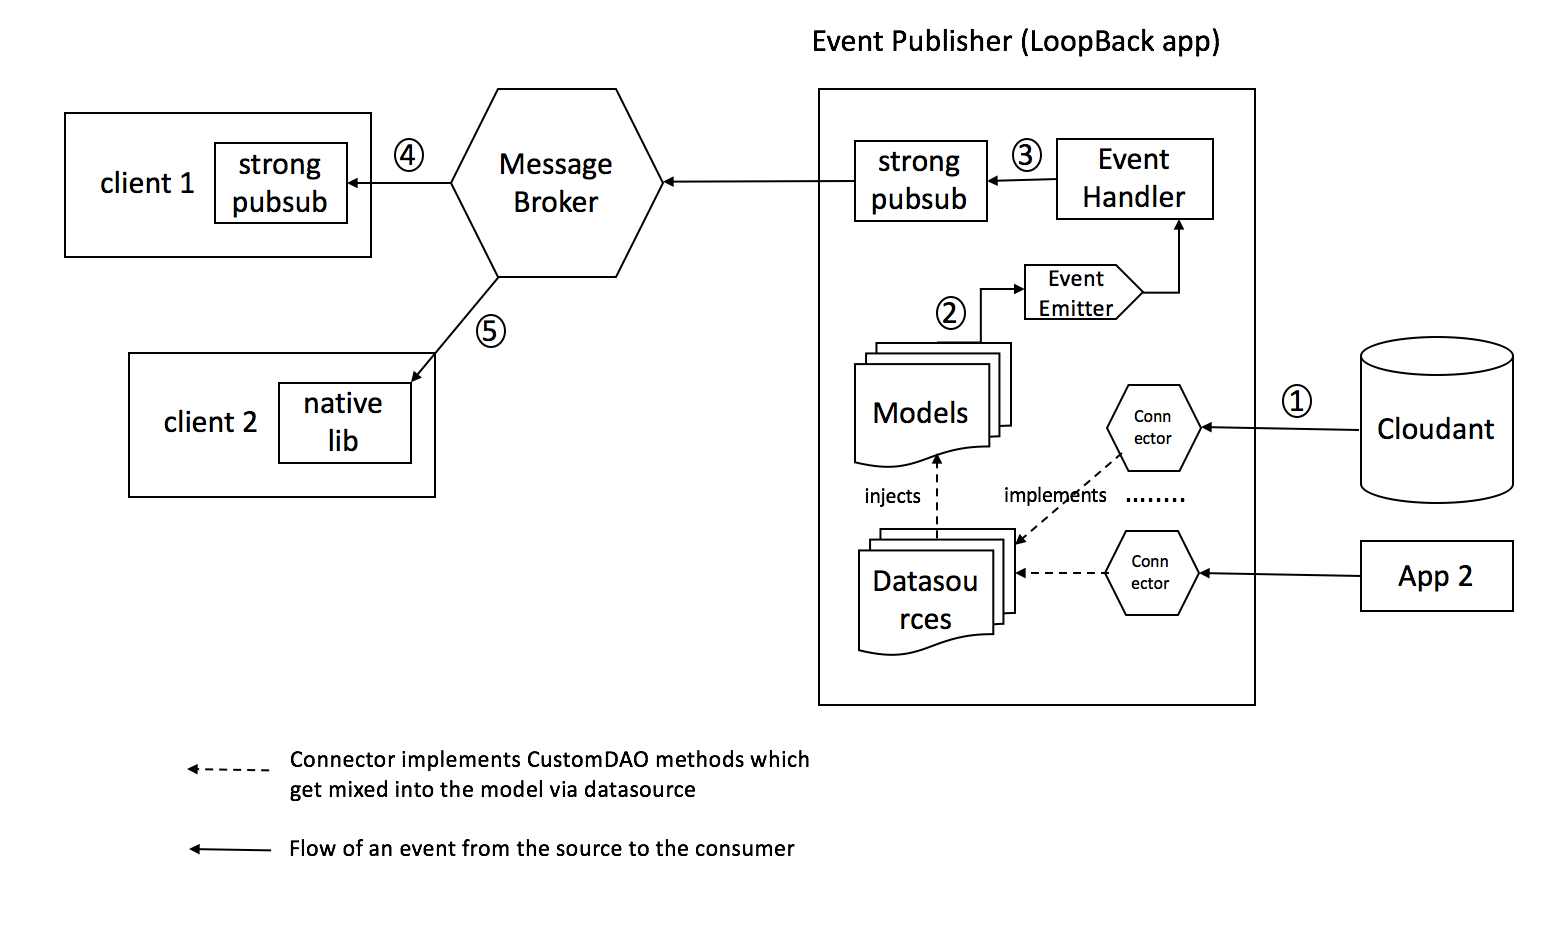 Event Publisher (LoopBack app)
client 1
strong
pubsub
④
Message
Broker
strong
pubsub
③
Event
Handler
②
Event
Emitter
⑤
client 2
native
lib
Models
Conn
ector
①
Cloudant
injects
implements
........
Datasou
rces
Conn
ector
App 2
Connector implements CustomDAO methods which
get mixed into the model via datasource
Flow of an event from the source to the consumer